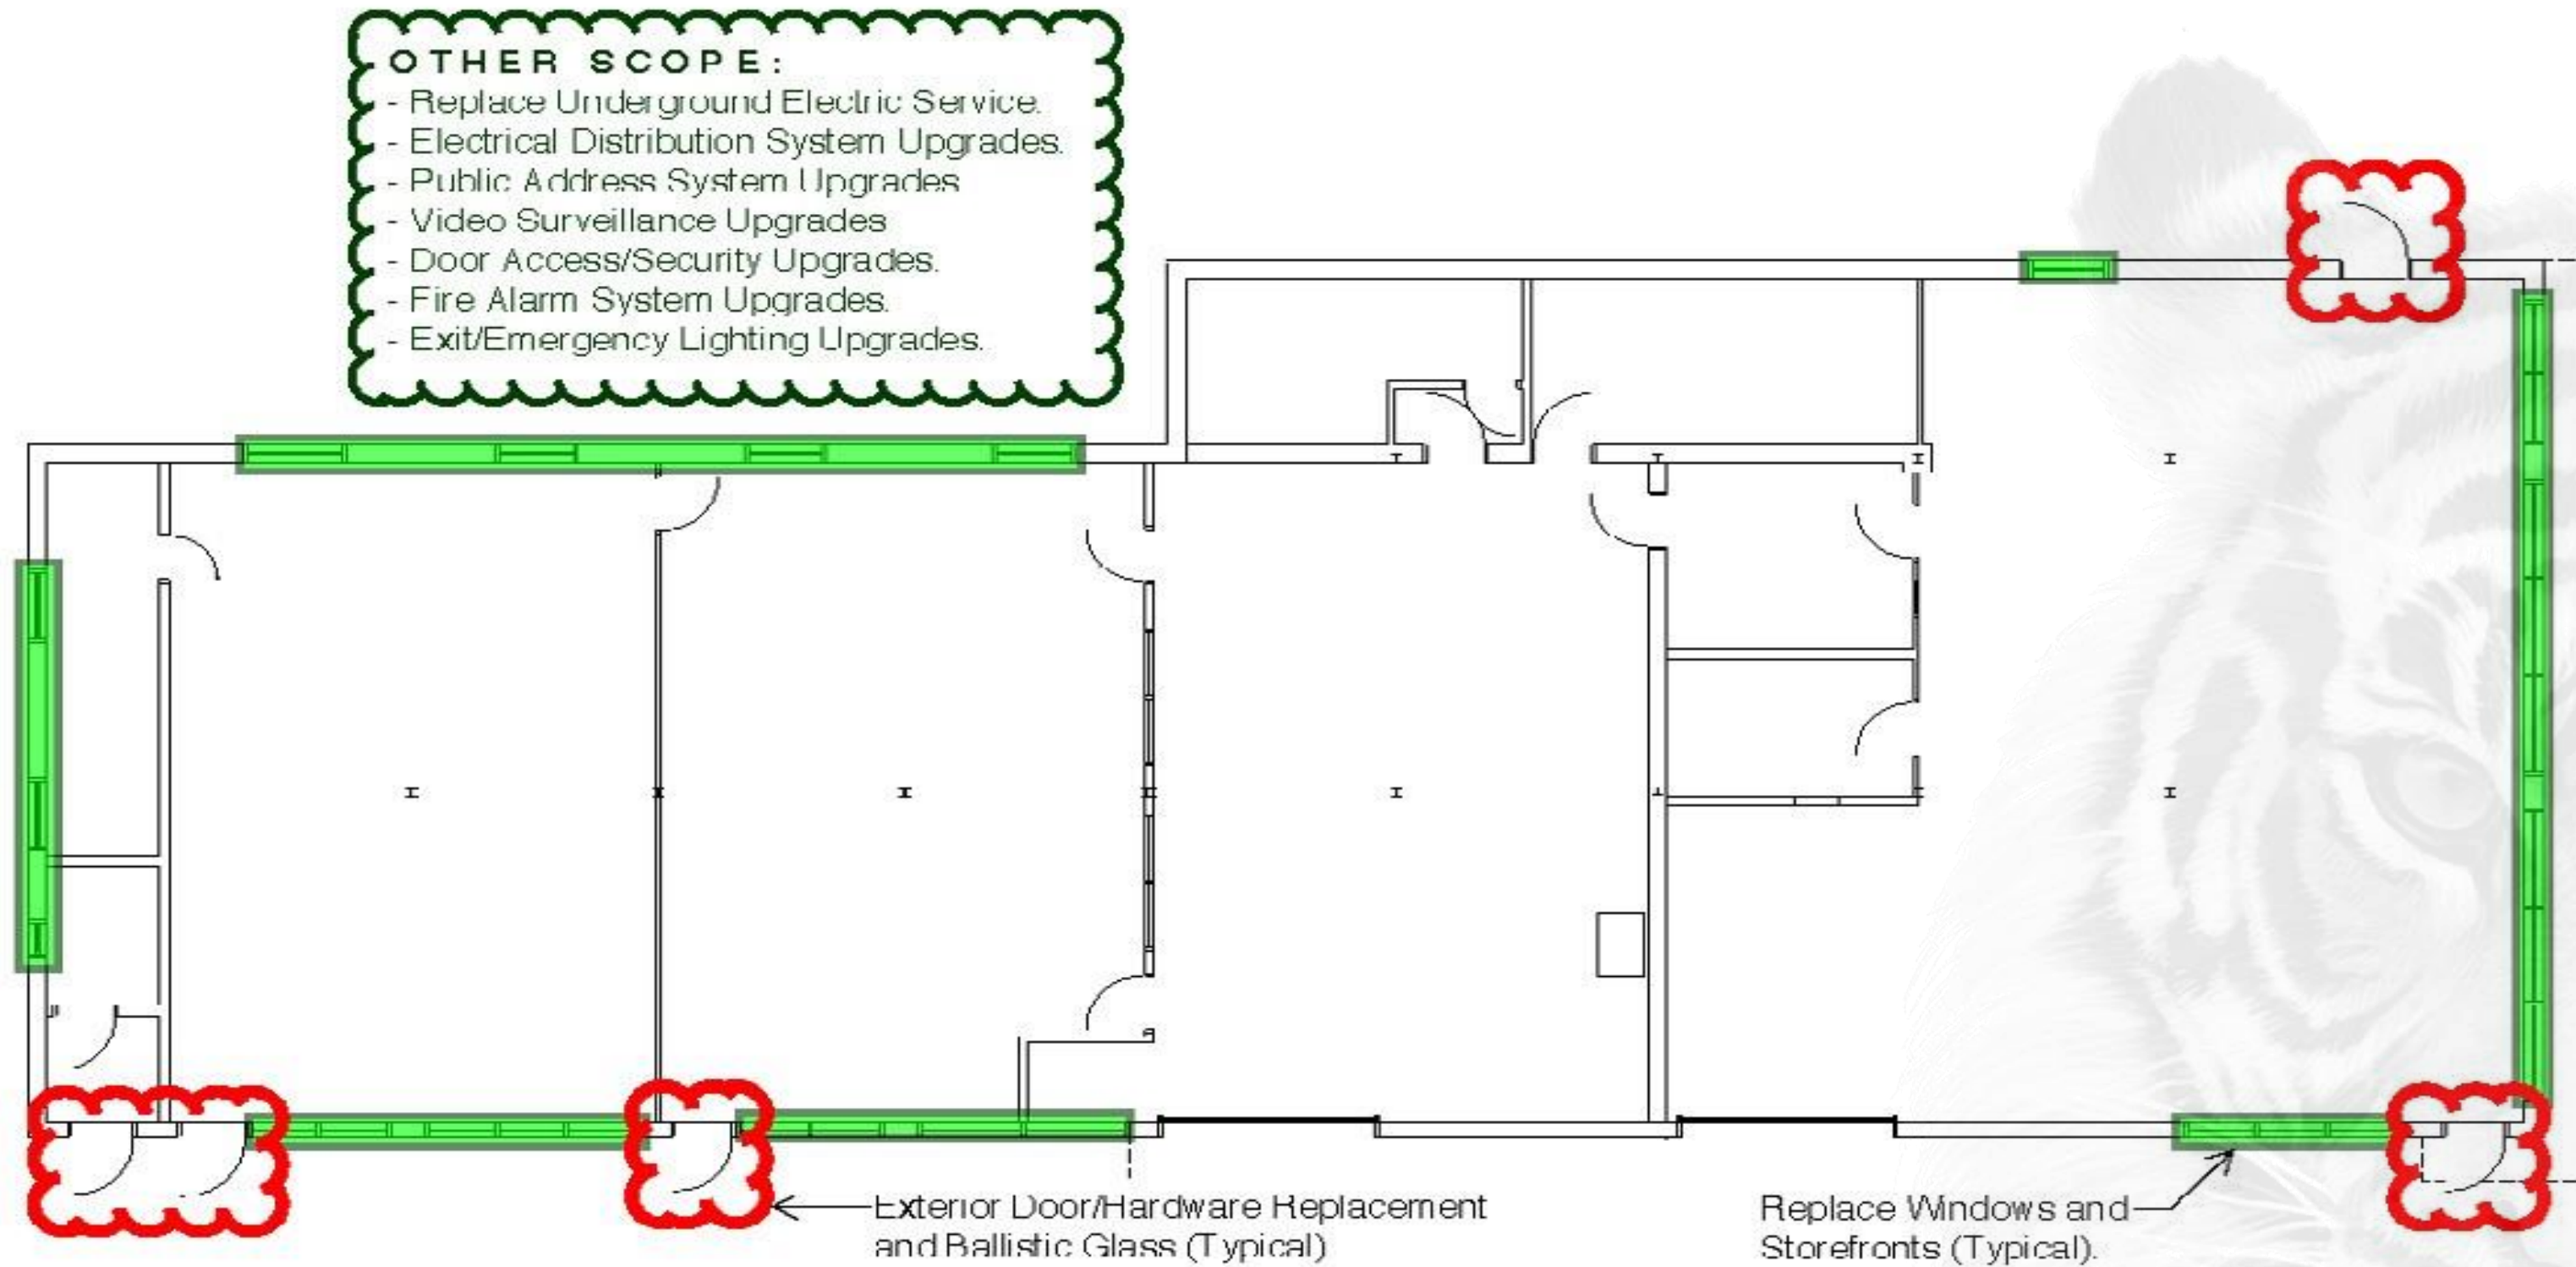 OTHER SCOPE:
- Replace Underground Electric Service.
- Electrical Distribution System Upgrades.
- Public Address System Upgrades
- Video Surveillance Upgrades
- Door Access/Security Upgrades.
- Fire Alarm System Upgrades.
- Exit/Emergency Lighting Upgrades.
Exterior Door/Hardware Replacement
and Ballistic Glass (Typical)
Replace Windows and
Storefronts (Typical).